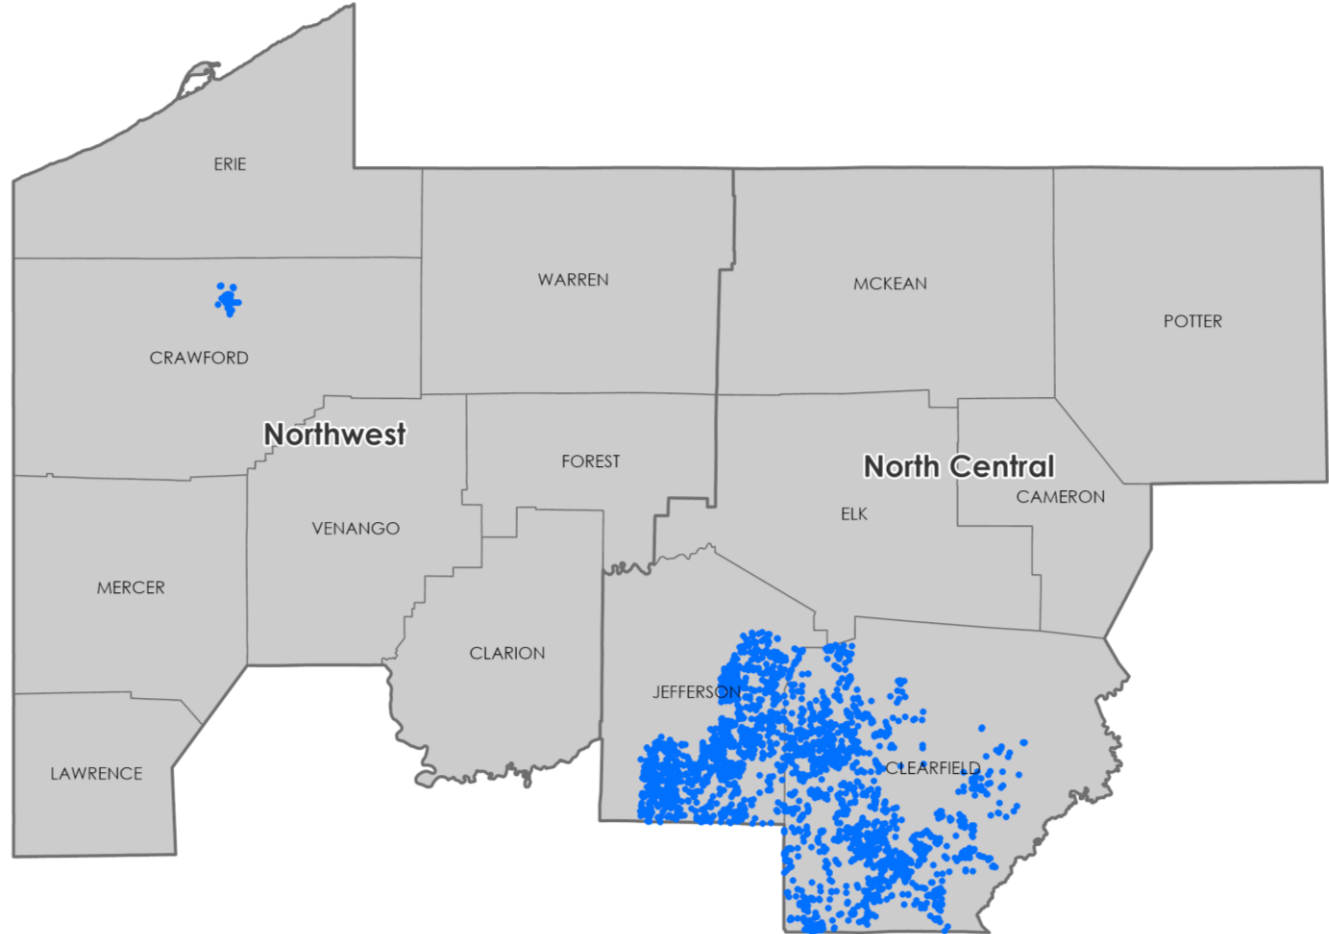 ERIE
WARREN
MCKEAN
POTTER
CRAWFORD
Northwest
FOREST
North Central
CAMERON
ELK
VENANGO
MERCER
CLARION
JEFFERSON
CLEARFIELD
LAWRENCE